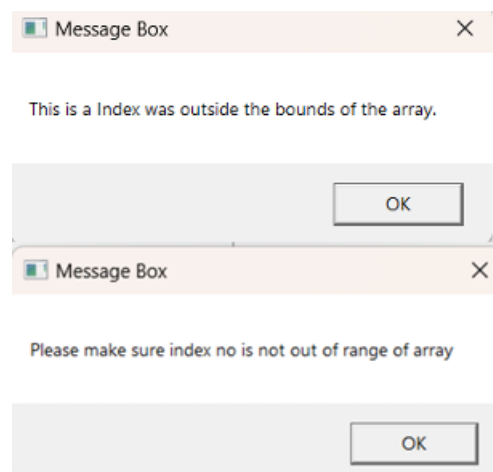 Message Box
This is a Index was outside the bounds of the array.
OK
Message Box
Please make sure index no is not out of range of array
OK